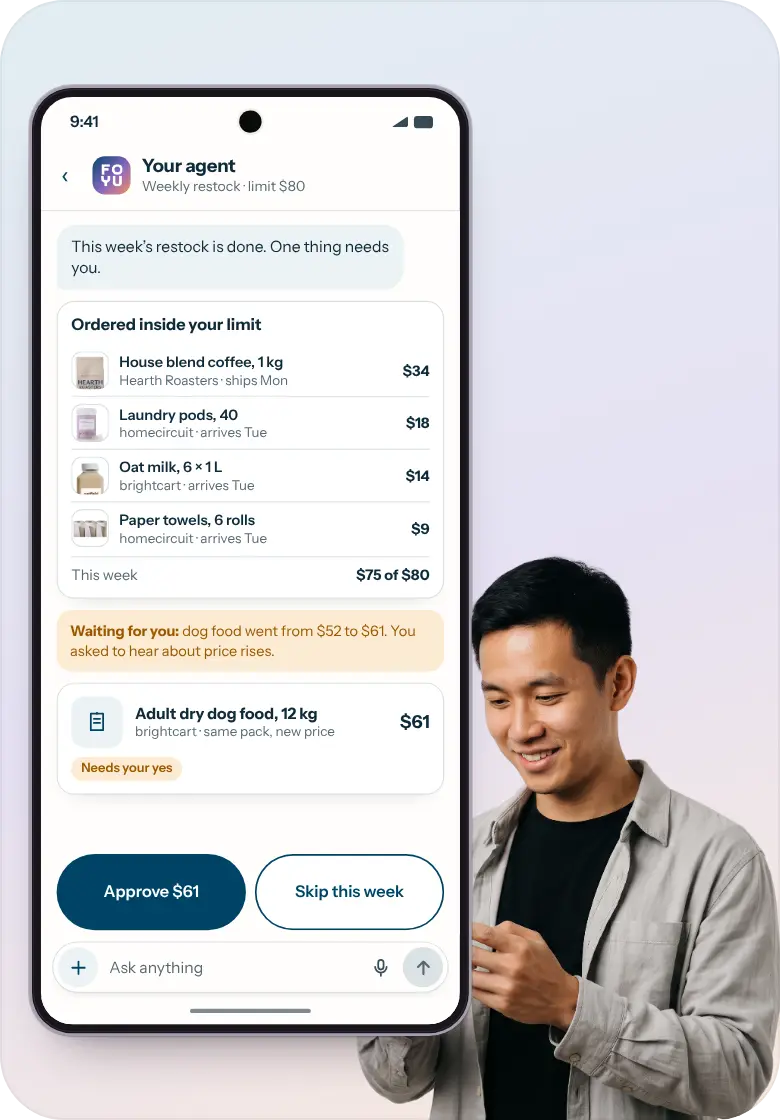 9:41
‹
FO
YU
Your agent
Weekly restock · limit $80
This week’s restock is done. One thing needs
you.
Ordered inside your limit
House blend coffee, 1 kg
$34
HEARTH
ROASTERS
Hearth Roasters · ships Mon
Laundry pods, 40
$18
homecircuit · arrives Tue
Oat milk, 6 × 1 L
$14
brightcart · arrives Tue
Paper towels, 6 rolls
$9
homecircuit · arrives Tue
This week
$75 of $80
Waiting for you: dog food went from $52 to $61. You
asked to hear about price rises.
Adult dry dog food, 12 kg
$61
brightcart · same pack, new price
Needs your yes
Approve $61
Skip this week
+ Ask anything